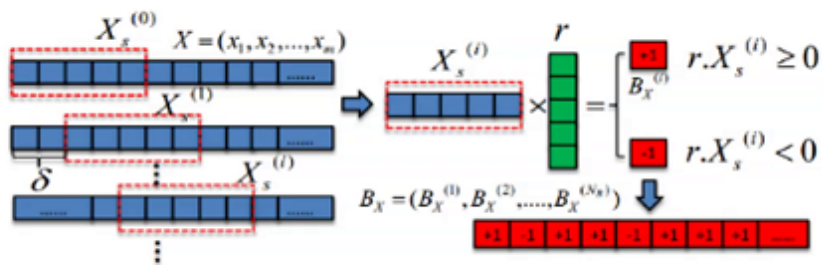 X_s^(0) X = (x_1, x_2, ..., x_m)
......
X_s^(1)
......
δ
X_s^(i)
...... ......
X_s^(i) r
× =
+1 r.X_s^(i) ≥ 0
B_X^(i)
-1 r.X_s^(i) < 0
B_X = (B_X^(1), B_X^(2), ...., B_X^(N_B))
+1 -1 +1 +1 -1 +1 +1 +1 ......